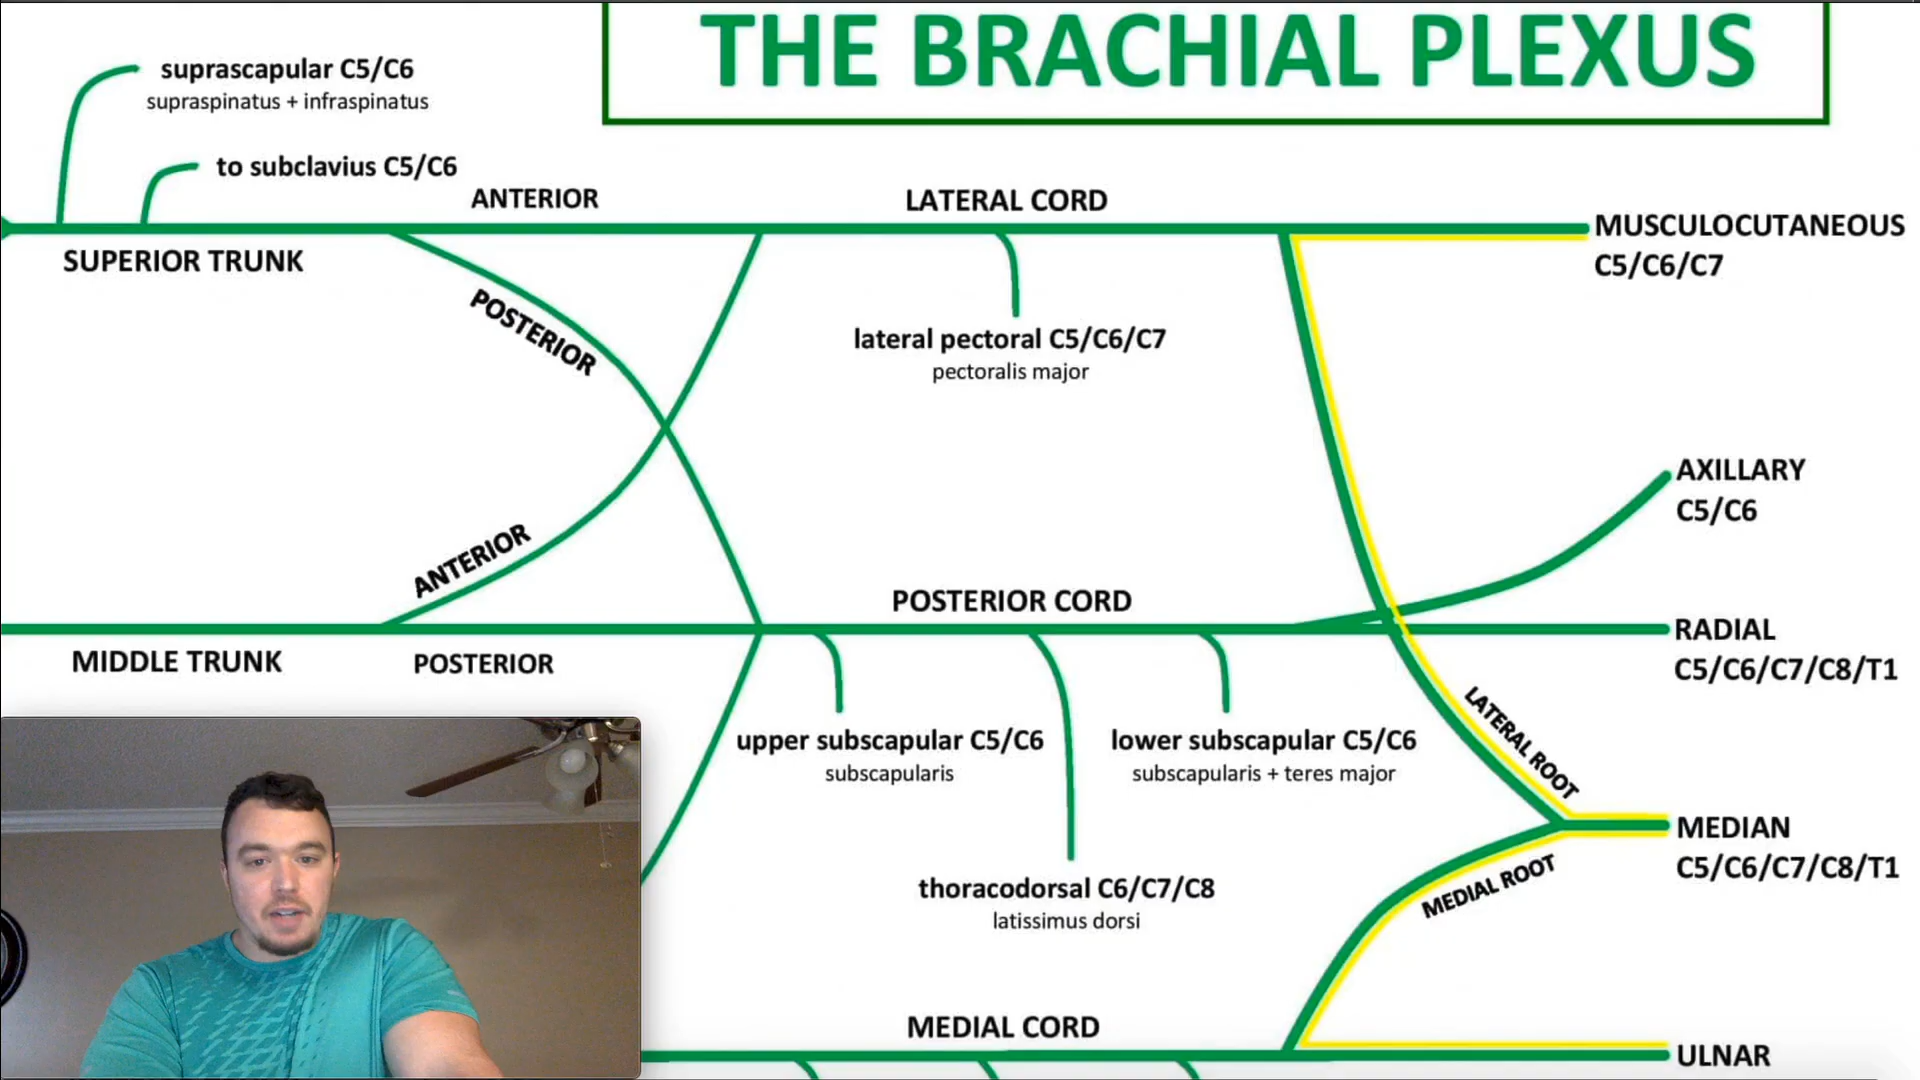 THE BRACHIAL PLEXUS
suprascapular C5/C6
supraspinatus + infraspinatus
to subclavius C5/C6
ANTERIOR
LATERAL CORD
MUSCULOCUTANEOUS
C5/C6/C7
SUPERIOR TRUNK
POSTERIOR
lateral pectoral C5/C6/C7
pectoralis major
AXILLARY
C5/C6
ANTERIOR
POSTERIOR CORD
RADIAL
C5/C6/C7/C8/T1
MIDDLE TRUNK
POSTERIOR
LATERAL ROOT
upper subscapular C5/C6
subscapularis
lower subscapular C5/C6
subscapularis + teres major
MEDIAN
C5/C6/C7/C8/T1
MEDIAL ROOT
thoracodorsal C6/C7/C8
latissimus dorsi
MEDIAL CORD
ULNAR